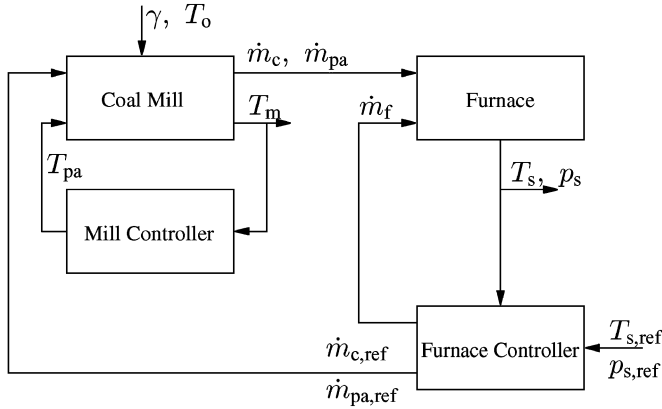 γ, Tₒ
ṁ_c, ṁ_pa
Coal Mill
Furnace
T_m
ṁ_f
T_pa
T_s, p_s
Mill Controller
T_s,ref
ṁ_c,ref
Furnace Controller
p_s,ref
ṁ_pa,ref